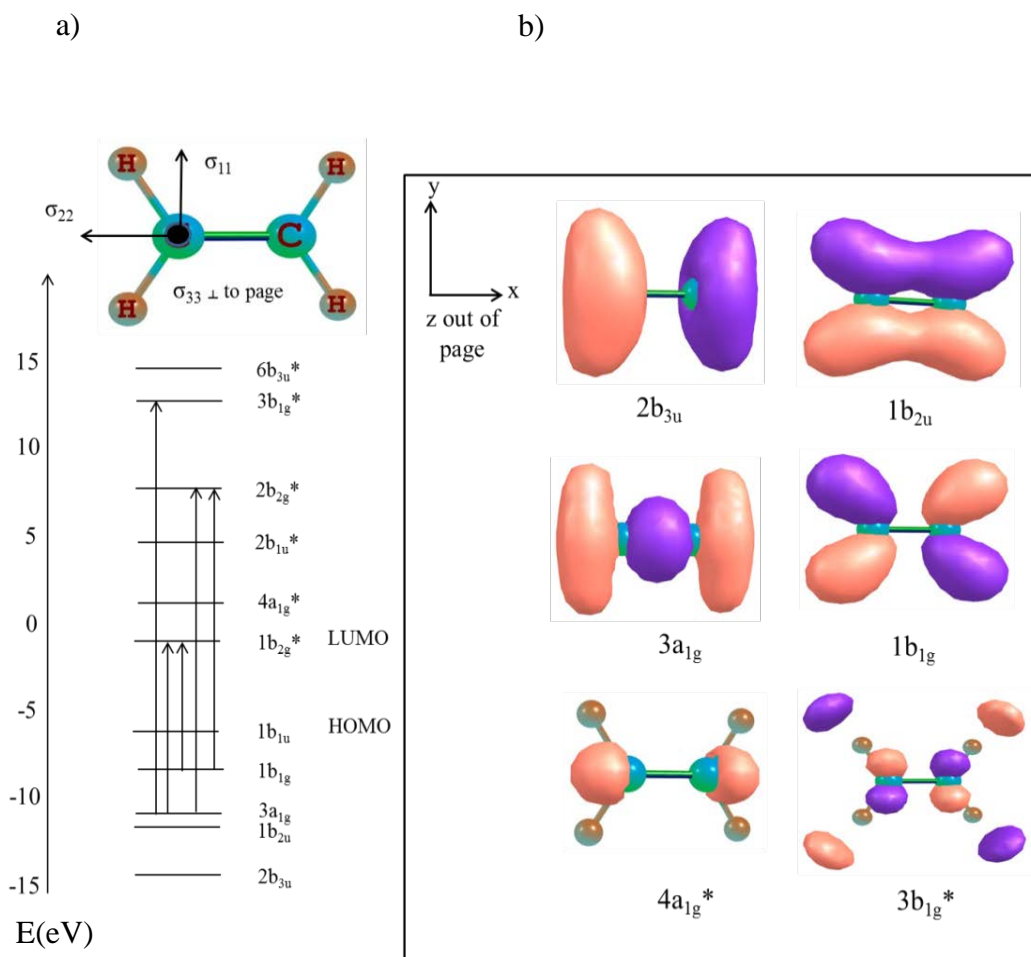 a)
b)
H
H
σ₁₁
σ₂₂
C
C
H
H
σ₃₃ ⊥ to page
15
10
5
0
-5
-10
-15
E(eV)
6b₃ᵤ*
3b₁g*
2b₂g*
2b₁ᵤ*
4a₁g*
1b₂g* LUMO
1b₁ᵤ HOMO
1b₁g
3a₁g
1b₂ᵤ
2b₃ᵤ
y
x
z out of
page
2b₃ᵤ
1b₂ᵤ
3a₁g
1b₁g
4a₁g*
3b₁g*